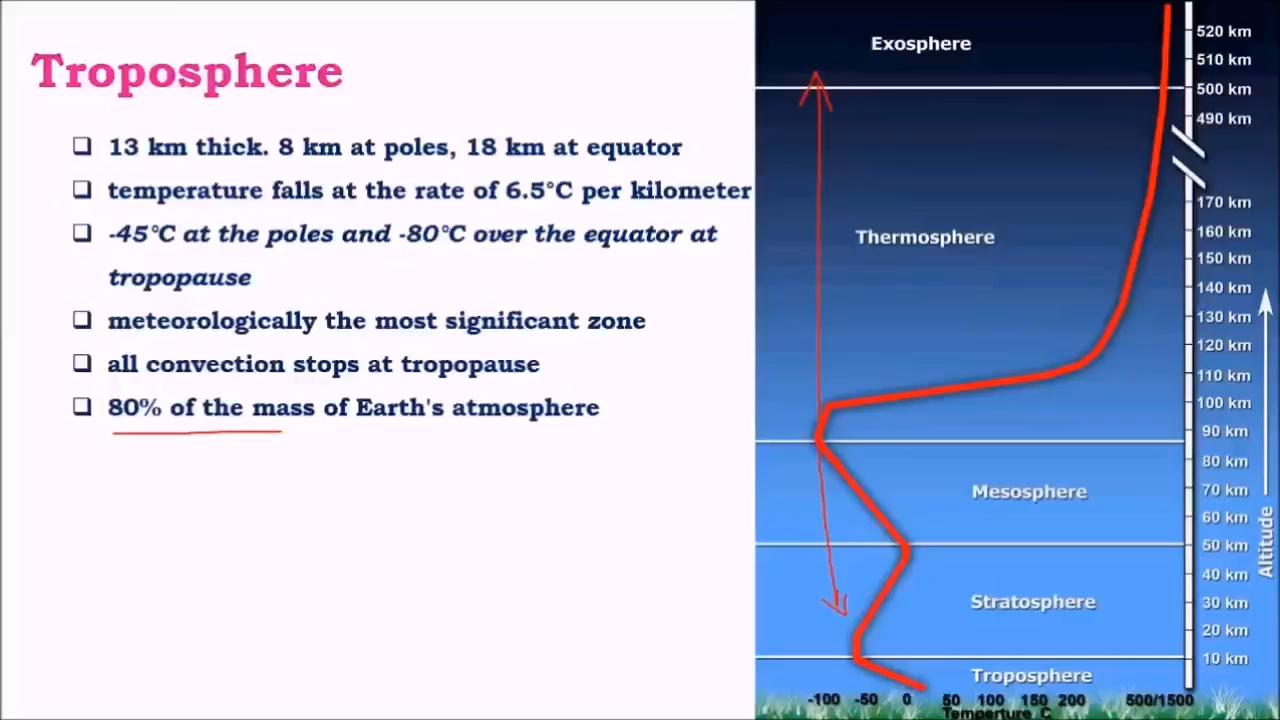 Troposphere
❑ 13 km thick. 8 km at poles, 18 km at equator
❑ temperature falls at the rate of 6.5°C per kilometer
❑ -45°C at the poles and -80°C over the equator at
tropopause
❑ meteorologically the most significant zone
❑ all convection stops at tropopause
❑ 80% of the mass of Earth's atmosphere
Exosphere
Thermosphere
Mesosphere
Stratosphere
Troposphere
520 km
510 km
500 km
490 km
170 km
160 km
150 km
140 km
130 km
120 km
110 km
100 km
90 km
80 km
70 km
60 km
50 km
40 km
30 km
20 km
10 km
Altitude
-100 -50 0 50 100 150 200 500/1500
Temperture C